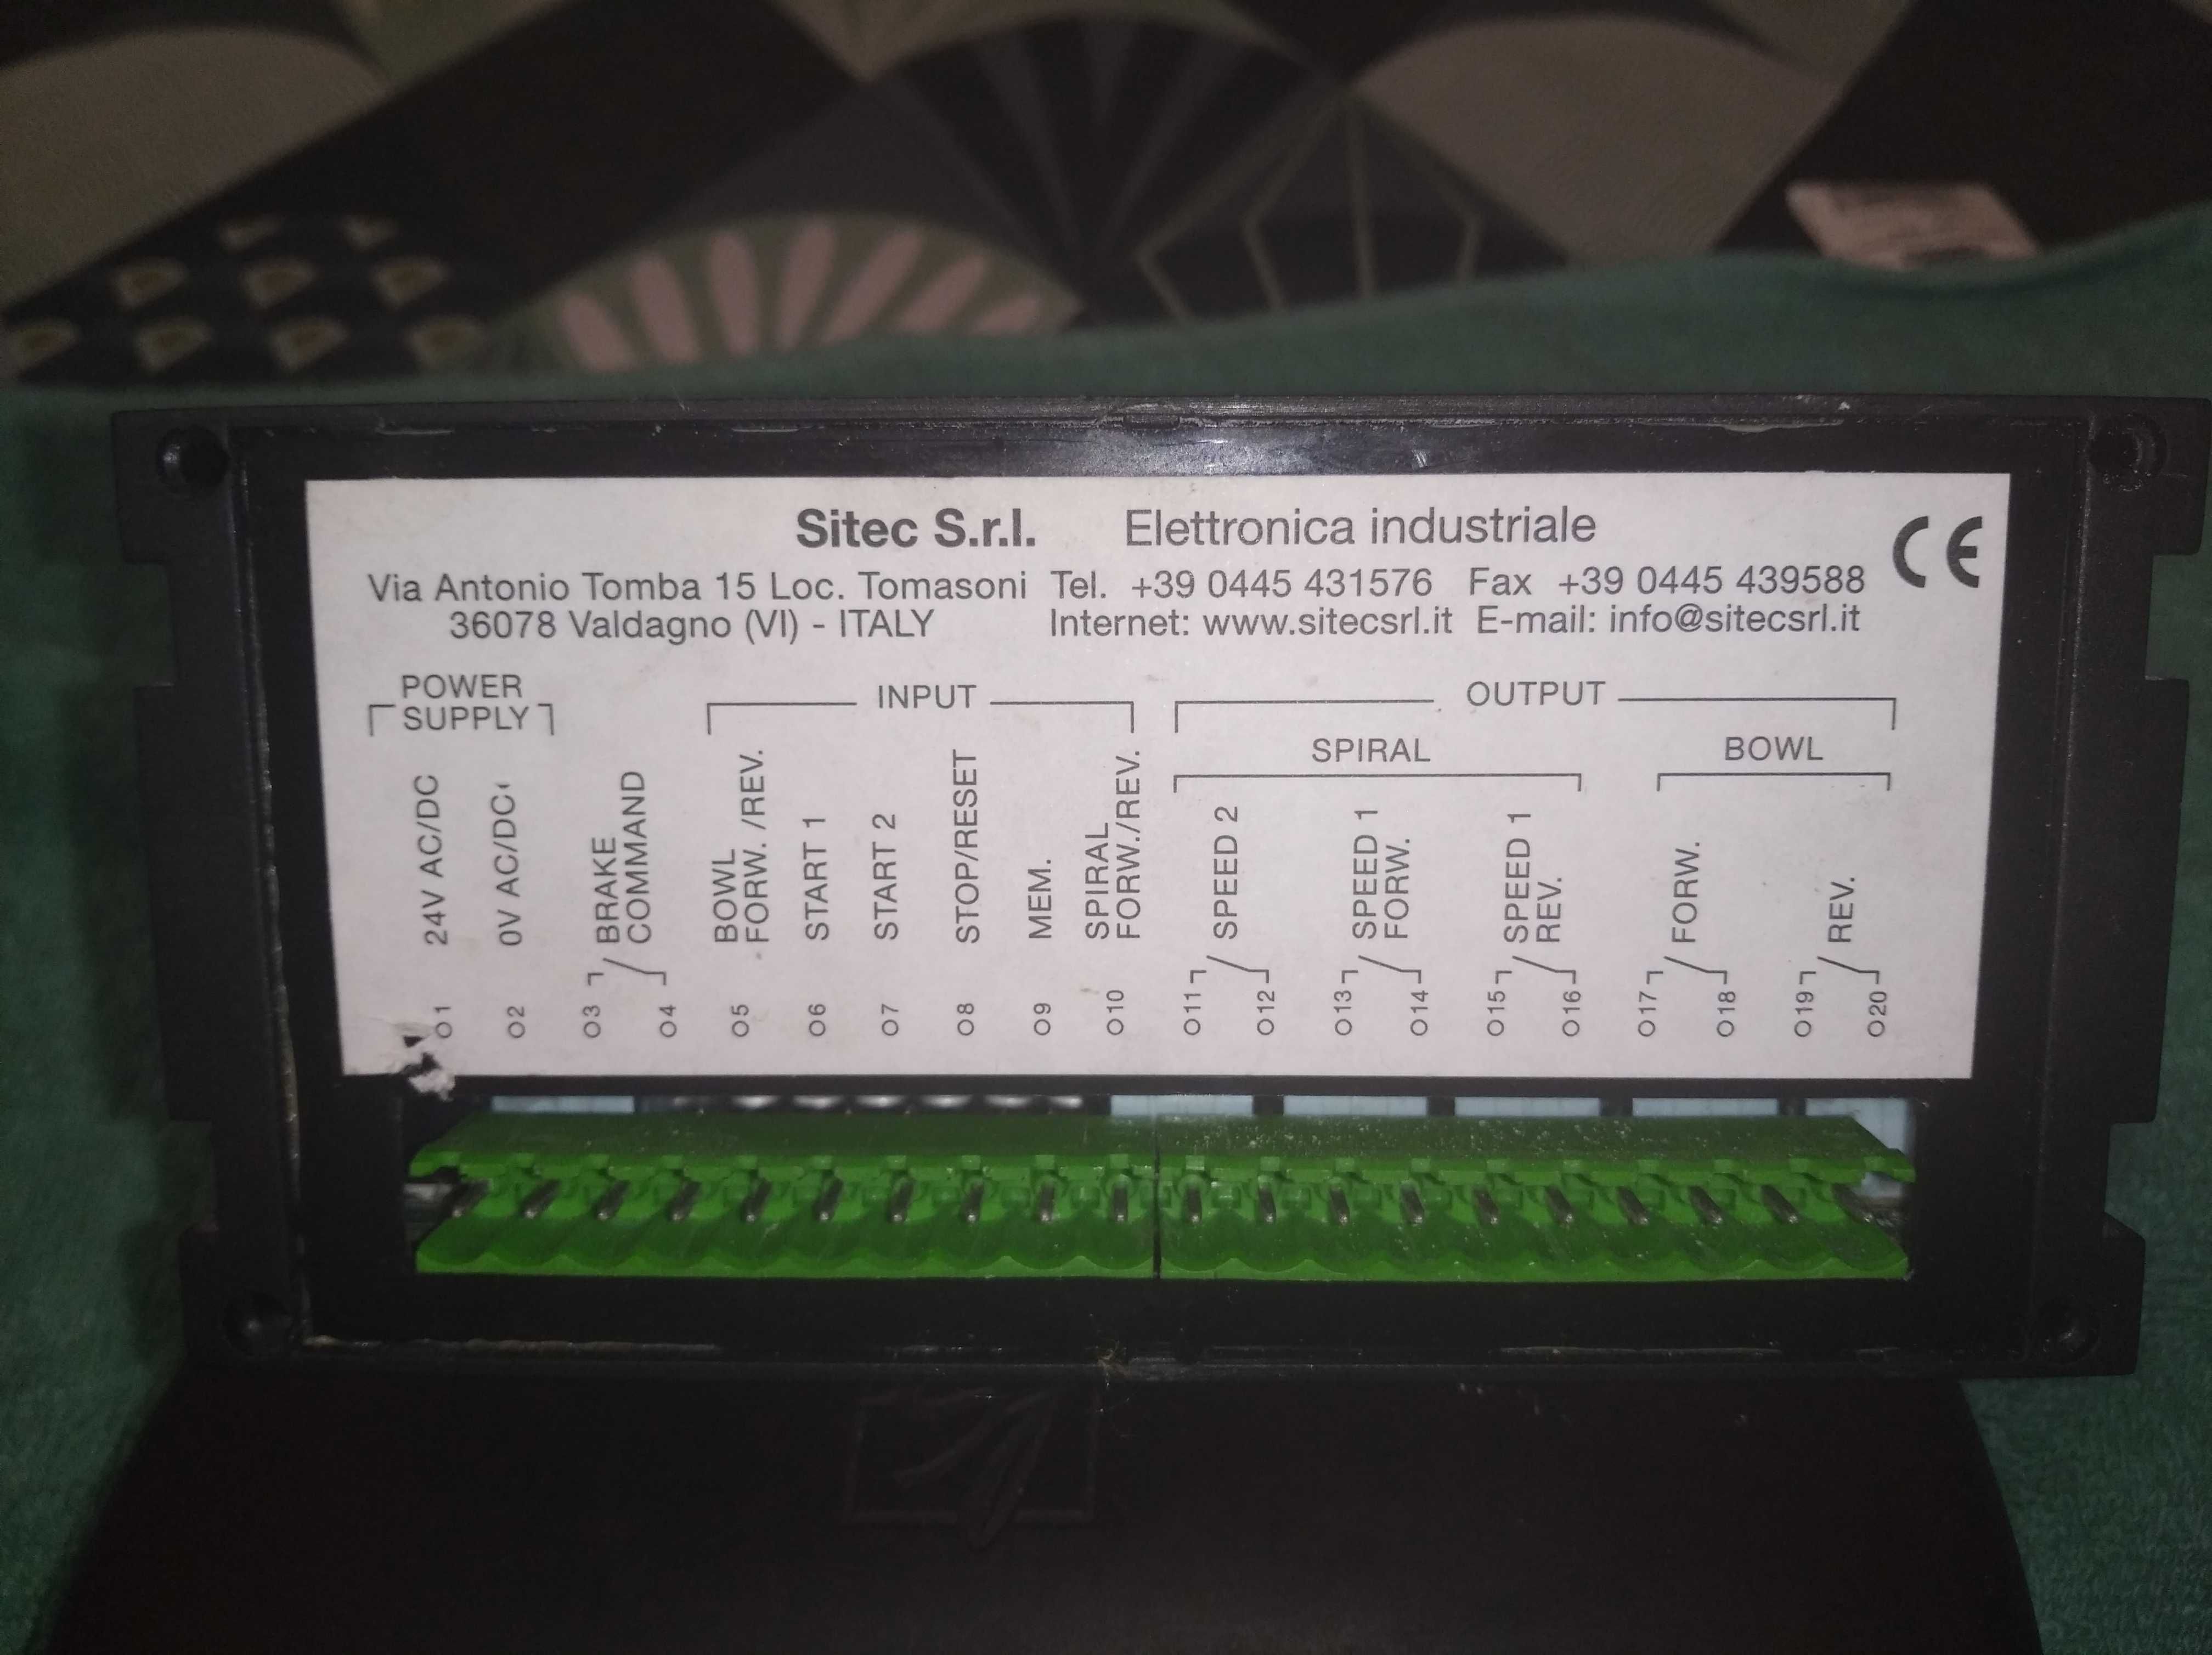 Sitec S.r.l. Elettronica industriale
CE
Via Antonio Tomba 15 Loc. Tomasoni Tel. +39 0445 431576 Fax +39 0445 439588
36078 Valdagno (VI) - ITALY Internet: www.sitecsrl.it E-mail: info@sitecsrl.it
POWER
SUPPLY
INPUT
OUTPUT
SPIRAL
BOWL
24V AC/DC
0V AC/DC
BRAKE
COMMAND
BOWL
FORW. /REV.
START 1
START 2
STOP/RESET
MEM.
SPIRAL
FORW./REV.
SPEED 2
SPEED 1
FORW.
SPEED 1
REV.
FORW.
REV.
1 2 3 4 5 6 7 8 9 10 11 12 13 14 15 16 17 18 19 20